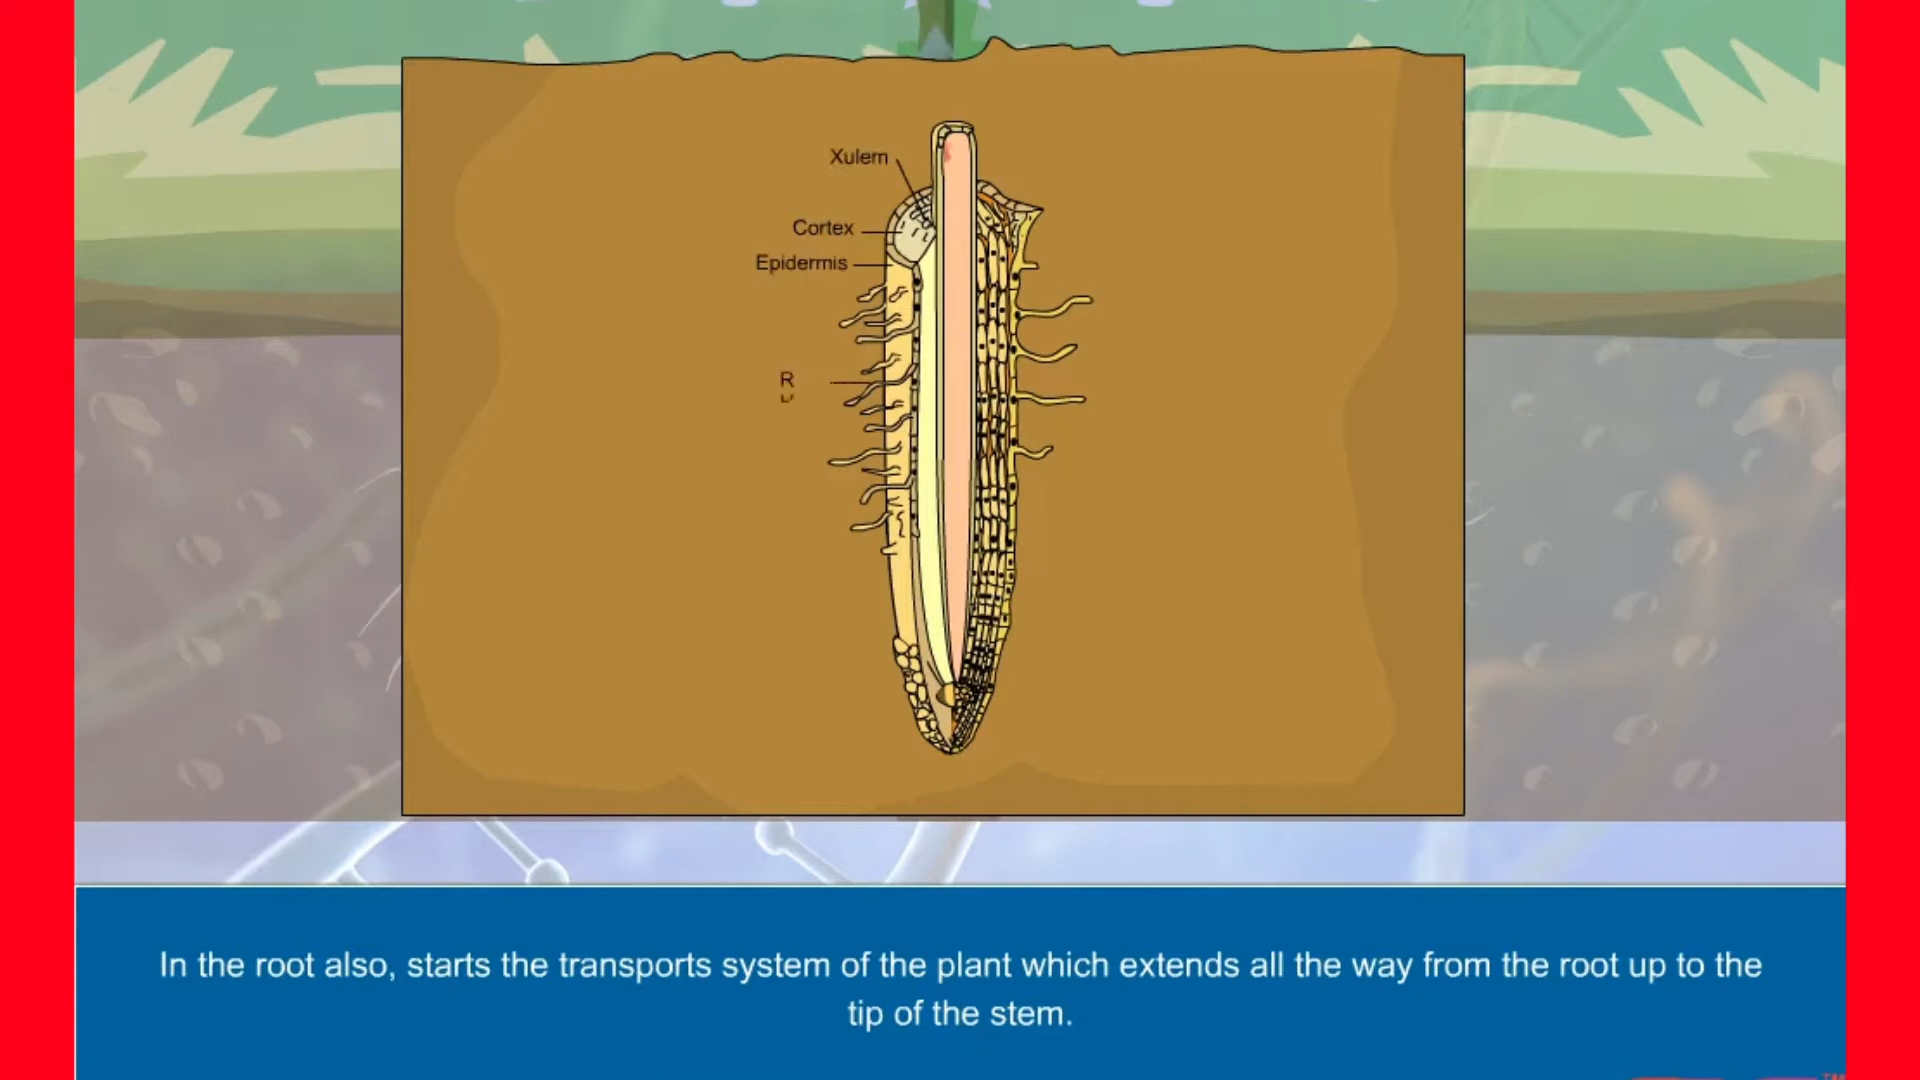 Xulem
Cortex
Epidermis
R
In the root also, starts the transports system of the plant which extends all the way from the root up to the
tip of the stem.